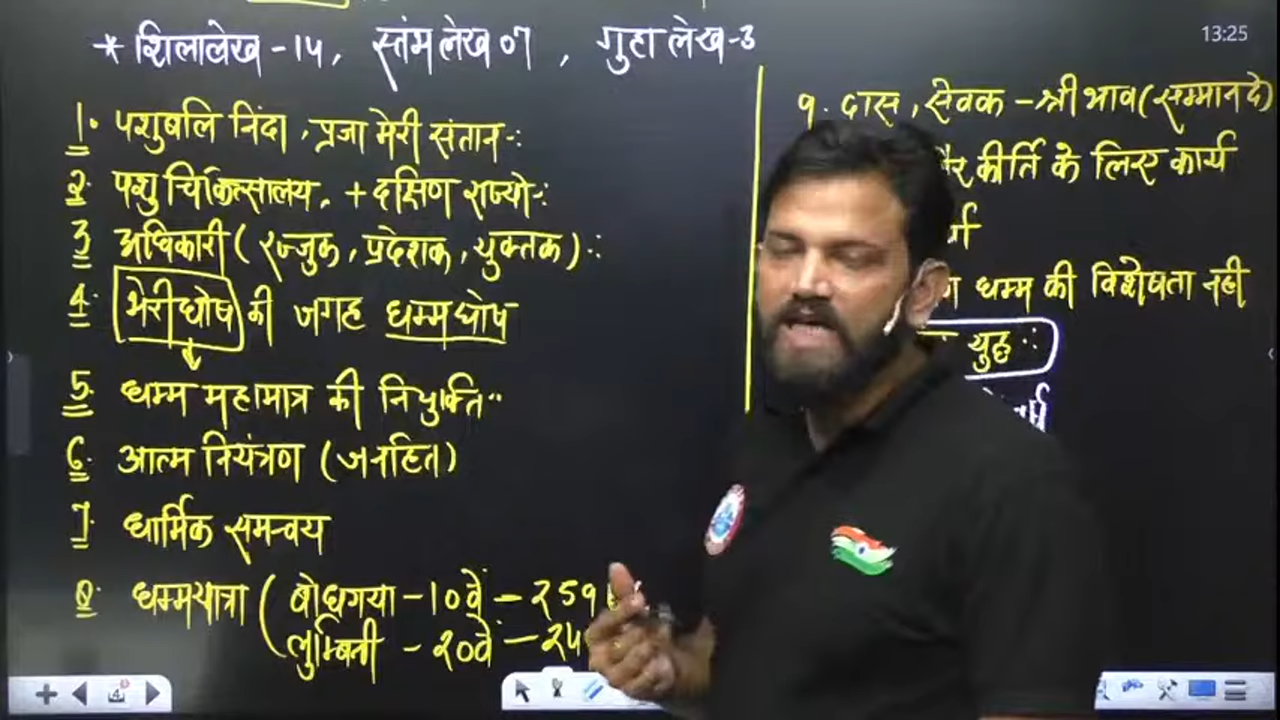 * शिलालेख - 14, स्तंभ लेख 07, गुहा लेख - 3
13:25
1. पशुबलि निंदा, प्रजा मेरी संतान
2. पशु चिकित्सालय, + दक्षिण राज्यो
3 अधिकारी (रज्जुक, प्रदेशक, युक्तक)
4. भेरीघोष की जगह धम्म घोष
5. धम्म महामात्र की नियुक्ति
6. आत्म नियंत्रण (जनहित)
7. धार्मिक समन्वय
8. धम्मयात्रा (बोधगया - 10वें - 259
लुम्बिनी - 20वें - 24
9. दास, सेवक - श्री भाव (सम्मान दे)
कीर्ति के लिए कार्य
धम्म की विशेषता नही
युद्ध